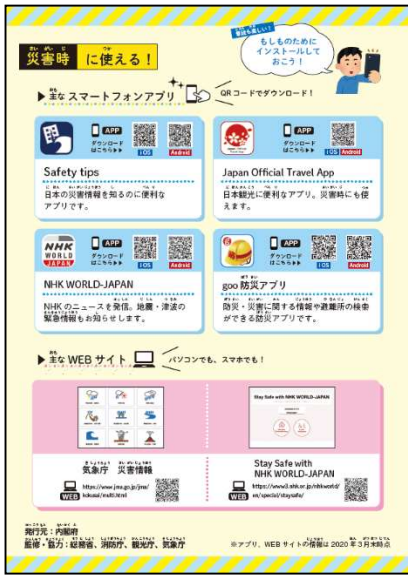 もしものために
インストールして
おこう!
災害時 に使える!
▶主な スマートフォンアプリ
QRコードでダウンロード!
APP
ダウンロード
はこちら▶▶
iOS
Android
Safety tips
日本の災害情報を知るのに便利な
アプリです。
APP
ダウンロード
はこちら▶▶
iOS
Android
Japan Official Travel App
日本観光に便利なアプリ。災害時にも使
えます。
NHK
WORLD
JAPAN
APP
ダウンロード
はこちら▶▶
iOS
Android
NHK WORLD-JAPAN
NHKのニュースを発信。地震・津波の
緊急情報もお知らせします。
APP
ダウンロード
はこちら▶▶
iOS
Android
goo 防災アプリ
防災・災害に関する情報や避難所の検索
ができる防災アプリです。
▶主な WEBサイト
パソコンでも、スマホでも!
気象庁 災害情報
WEB
https://www.jma.go.jp/jma/
kokusai/multi.html
Stay Safe with NHK WORLD-JAPAN
Stay Safe with
NHK WORLD-JAPAN
WEB
https://www3.nhk.or.jp/nhkworld/
en/special/staysafe/
発行元:内閣府
監修・協力:総務省、消防庁、観光庁、気象庁
※アプリ、WEBサイトの情報は2020年3月末時点